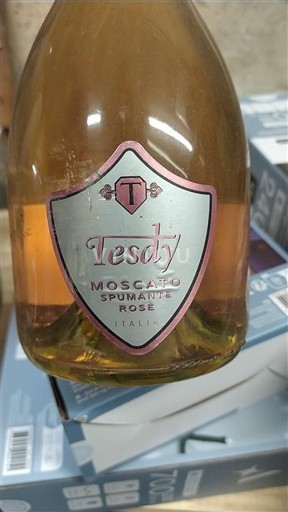 T
Tesdy
MOSCATO
SPUMANTE
ROSÉ
ITALIA